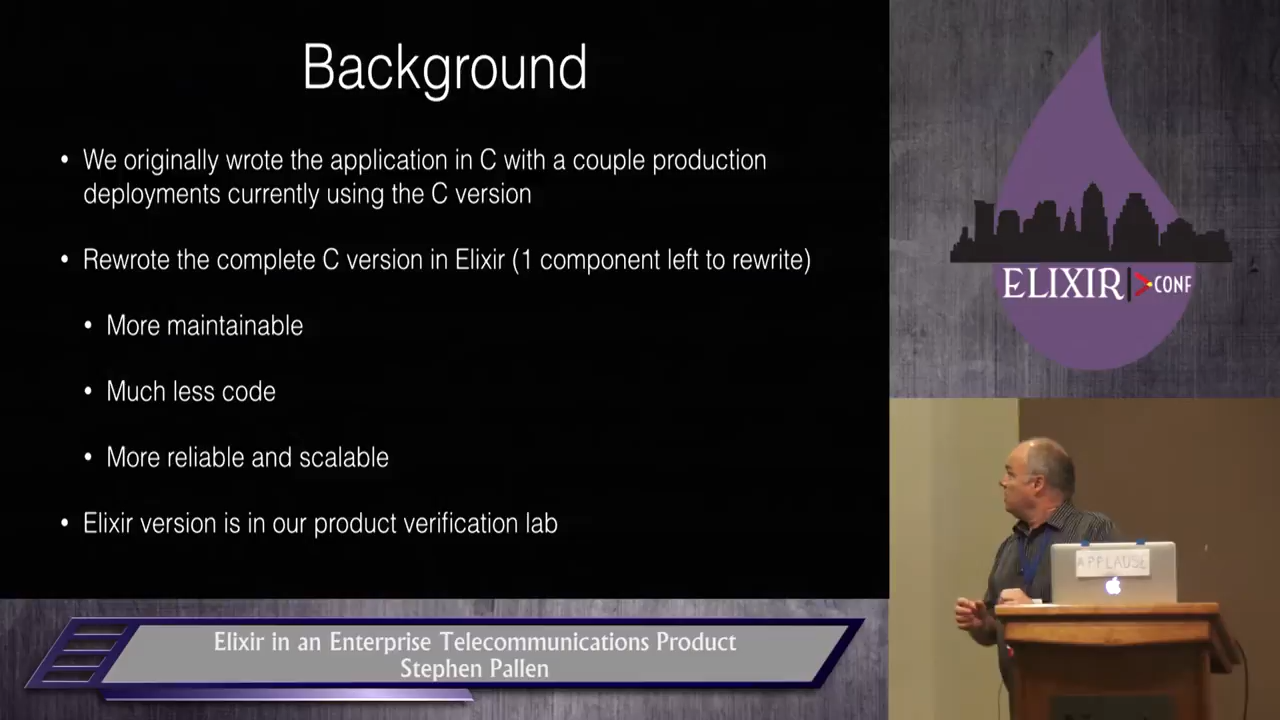 Background
• We originally wrote the application in C with a couple production
deployments currently using the C version
• Rewrote the complete C version in Elixir (1 component left to rewrite)
• More maintainable
• Much less code
• More reliable and scalable
• Elixir version is in our product verification lab
ELIXIR CONF
APPLAUSE
Elixir in an Enterprise Telecommunications Product
Stephen Pallen